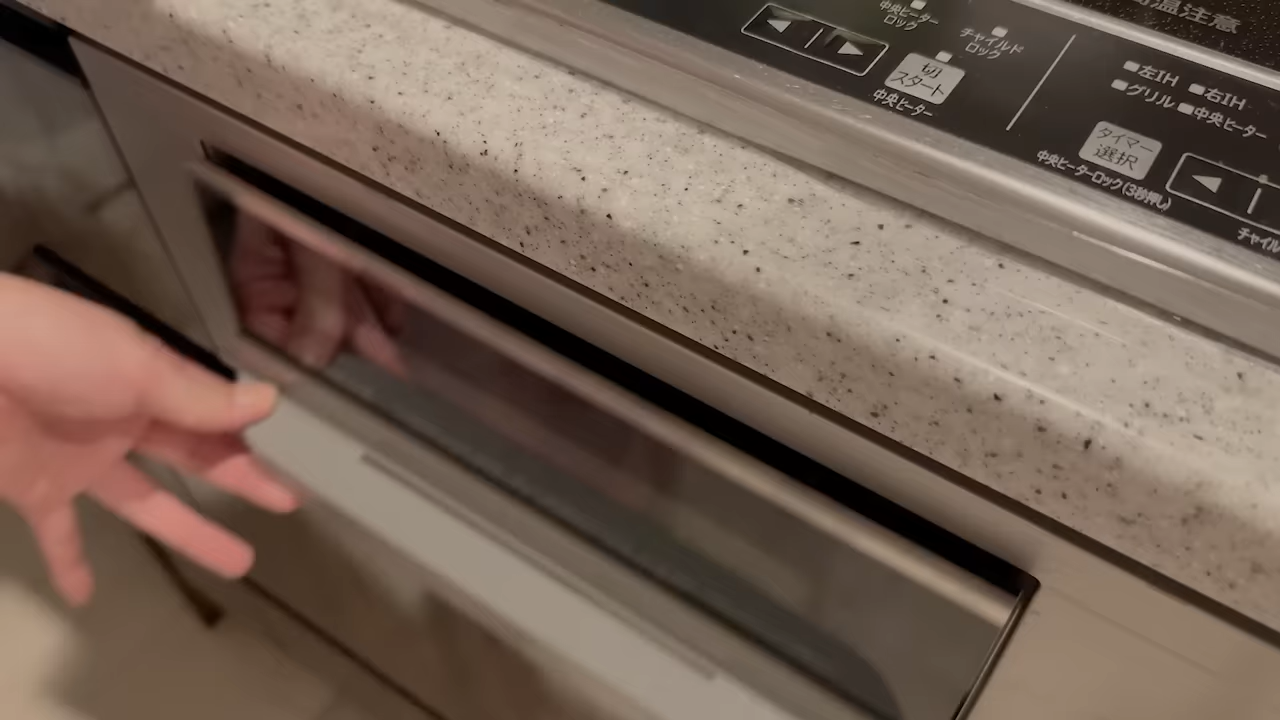 中央ヒーター
ロック
チャイルド
ロック
切
スタート
中央ヒーター
高温注意
左IH
右IH
グリル
中央ヒーター
タイマー
選択
中央ヒーターロック(3秒押し)
チャイル